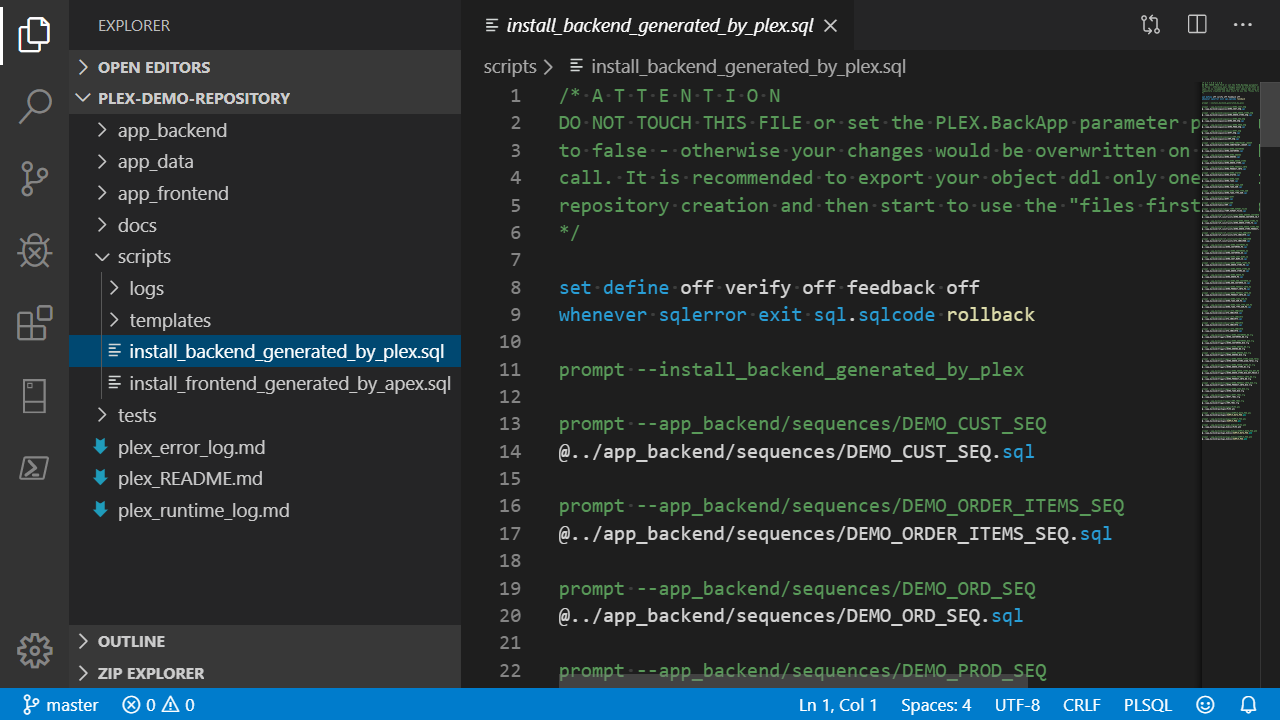 EXPLORER
OPEN EDITORS
PLEX-DEMO-REPOSITORY
app_backend
app_data
app_frontend
docs
scripts
logs
templates
install_backend_generated_by_plex.sql
install_frontend_generated_by_apex.sql
tests
plex_error_log.md
plex_README.md
plex_runtime_log.md
OUTLINE
ZIP EXPLORER
install_backend_generated_by_plex.sql
scripts > install_backend_generated_by_plex.sql
1 /* A T T E N T I O N
2 DO NOT TOUCH THIS FILE or set the PLEX.BackApp parameter p
3 to false - otherwise your changes would be overwritten on
4 call. It is recommended to export your object ddl only one
5 repository creation and then start to use the "files first
6 */
7
8 set define off verify off feedback off
9 whenever sqlerror exit sql.sqlcode rollback
10
11 prompt --install_backend_generated_by_plex
12
13 prompt --app_backend/sequences/DEMO_CUST_SEQ
14 @../app_backend/sequences/DEMO_CUST_SEQ.sql
15
16 prompt --app_backend/sequences/DEMO_ORDER_ITEMS_SEQ
17 @../app_backend/sequences/DEMO_ORDER_ITEMS_SEQ.sql
18
19 prompt --app_backend/sequences/DEMO_ORD_SEQ
20 @../app_backend/sequences/DEMO_ORD_SEQ.sql
21
22 prompt --app_backend/sequences/DEMO_PROD_SEQ
master 0 0 Ln 1, Col 1 Spaces: 4 UTF-8 CRLF PLSQL